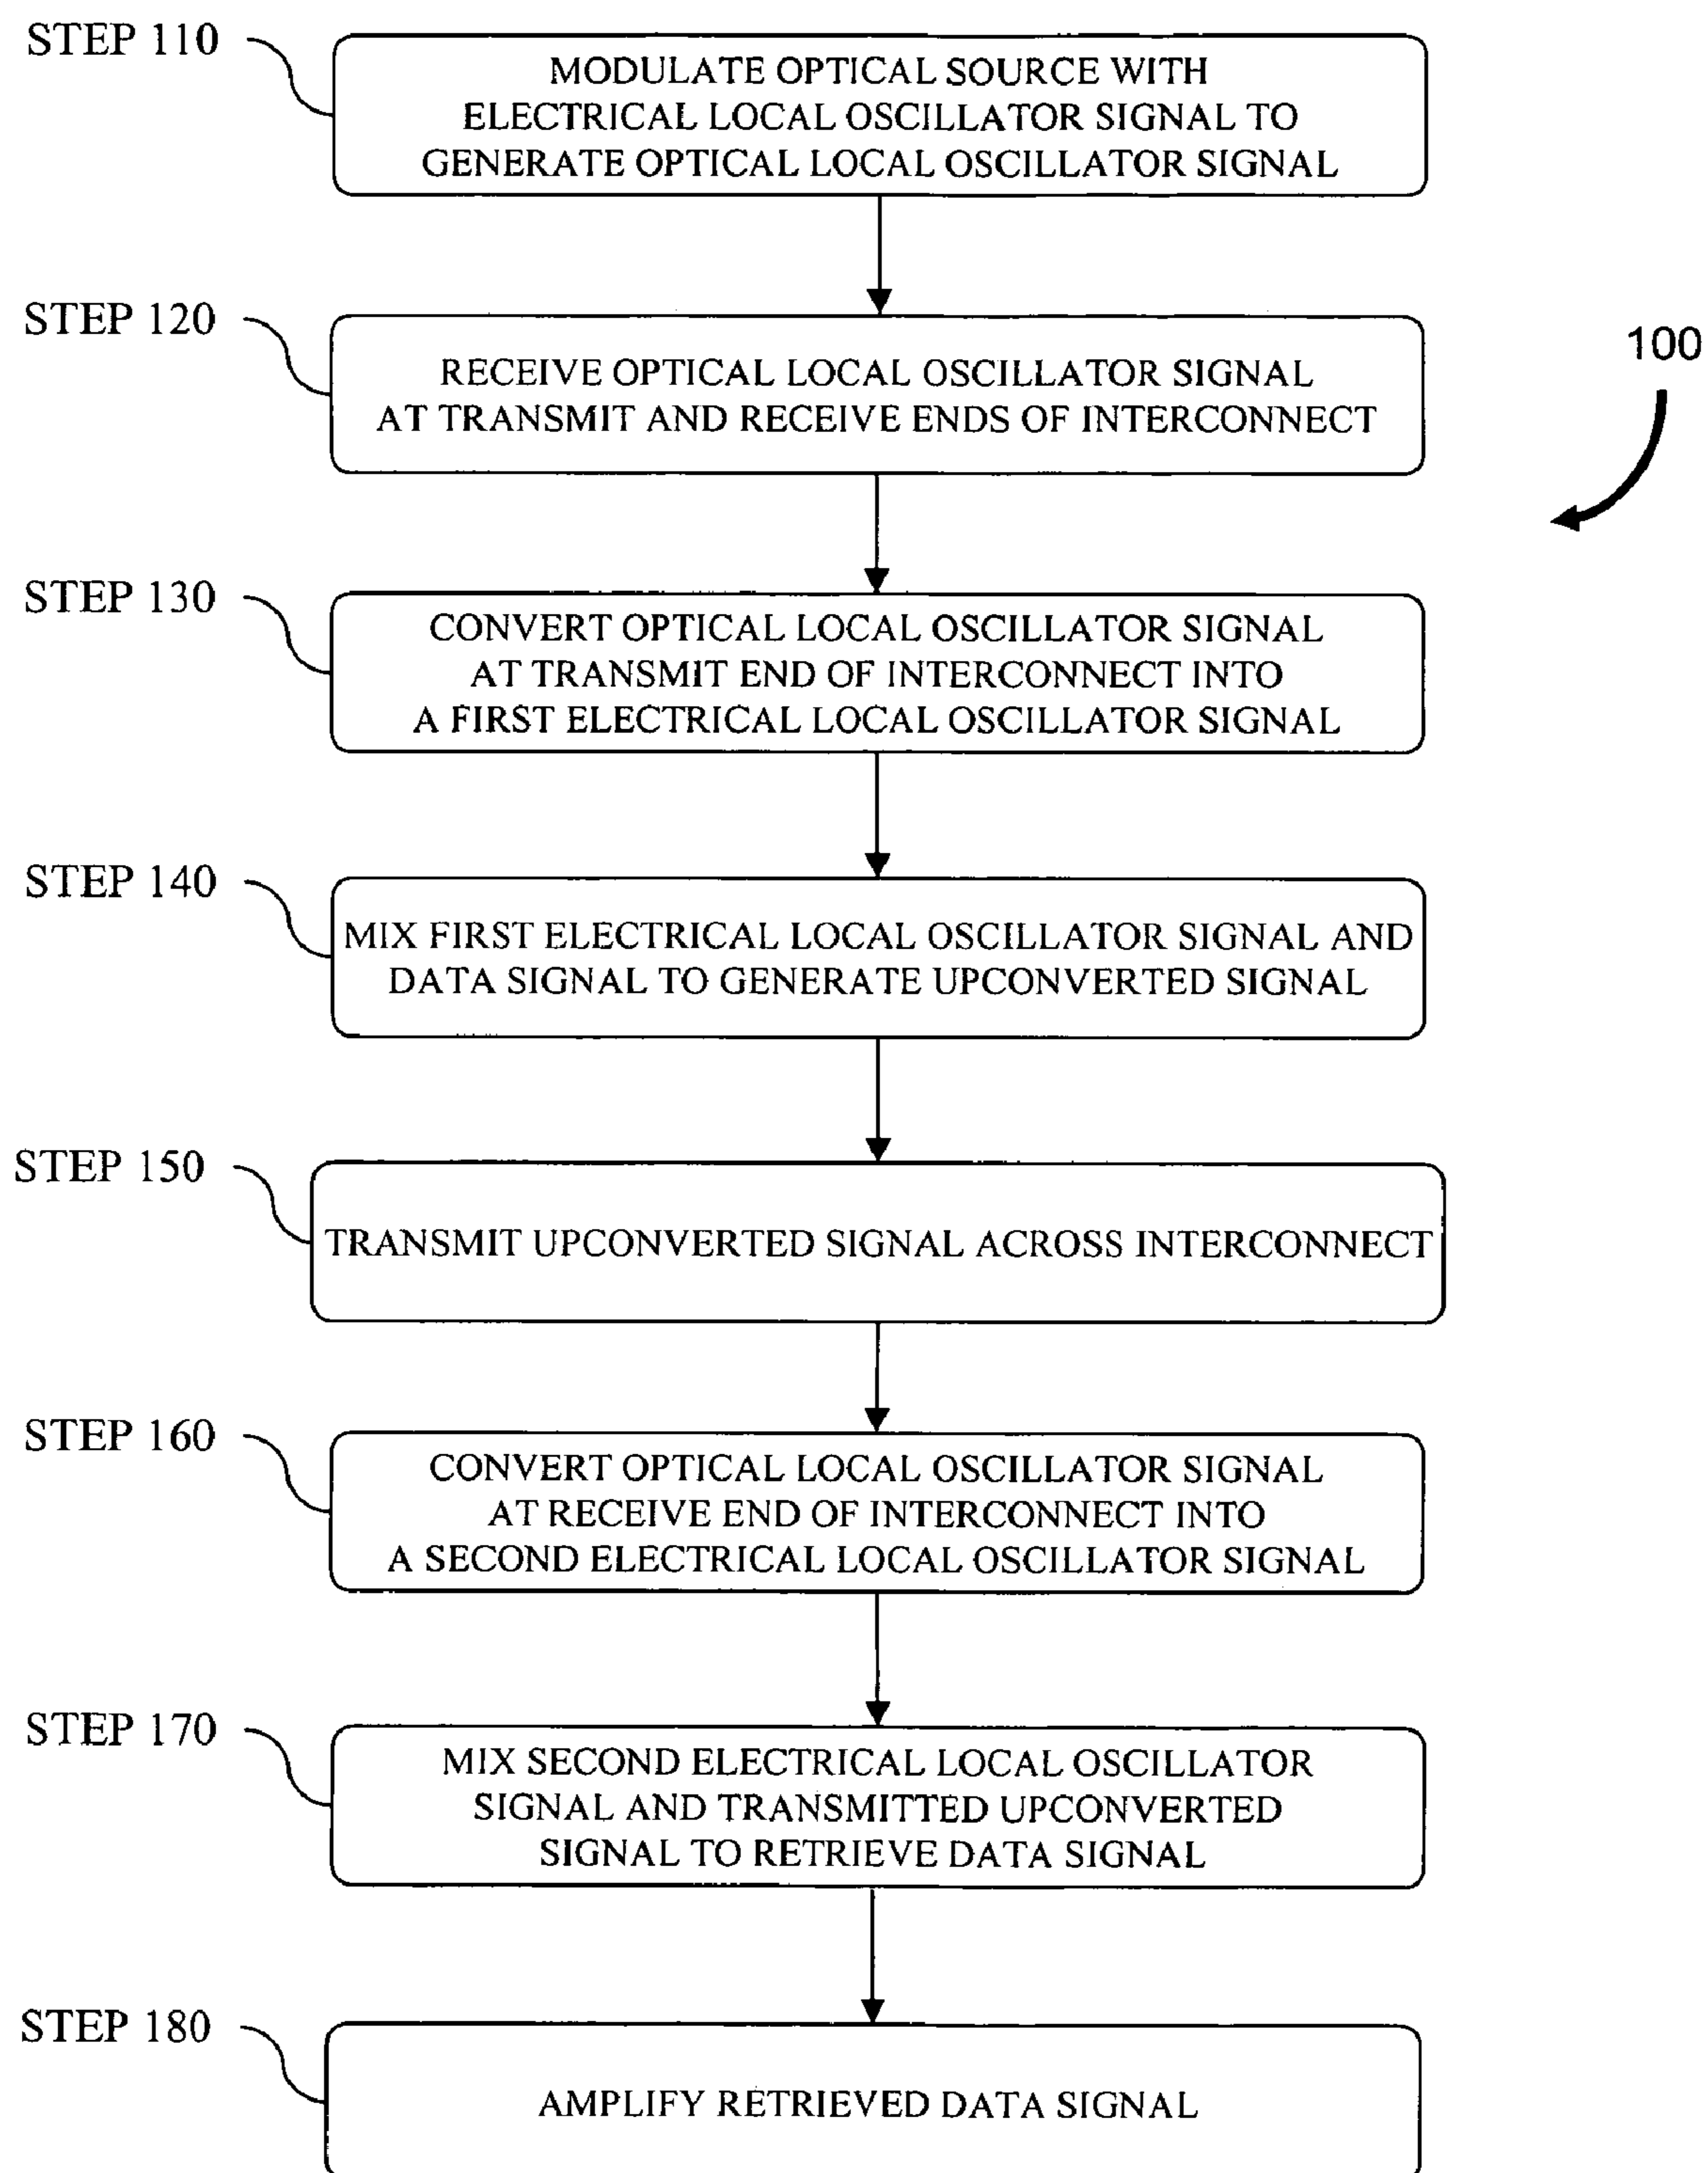 STEP 110
MODULATE OPTICAL SOURCE WITH
ELECTRICAL LOCAL OSCILLATOR SIGNAL TO
GENERATE OPTICAL LOCAL OSCILLATOR SIGNAL
STEP 120
RECEIVE OPTICAL LOCAL OSCILLATOR SIGNAL
AT TRANSMIT AND RECEIVE ENDS OF INTERCONNECT
100
STEP 130
CONVERT OPTICAL LOCAL OSCILLATOR SIGNAL
AT TRANSMIT END OF INTERCONNECT INTO
A FIRST ELECTRICAL LOCAL OSCILLATOR SIGNAL
STEP 140
MIX FIRST ELECTRICAL LOCAL OSCILLATOR SIGNAL AND
DATA SIGNAL TO GENERATE UPCONVERTED SIGNAL
STEP 150
TRANSMIT UPCONVERTED SIGNAL ACROSS INTERCONNECT
STEP 160
CONVERT OPTICAL LOCAL OSCILLATOR SIGNAL
AT RECEIVE END OF INTERCONNECT INTO
A SECOND ELECTRICAL LOCAL OSCILLATOR SIGNAL
STEP 170
MIX SECOND ELECTRICAL LOCAL OSCILLATOR
SIGNAL AND TRANSMITTED UPCONVERTED
SIGNAL TO RETRIEVE DATA SIGNAL
STEP 180
AMPLIFY RETRIEVED DATA SIGNAL